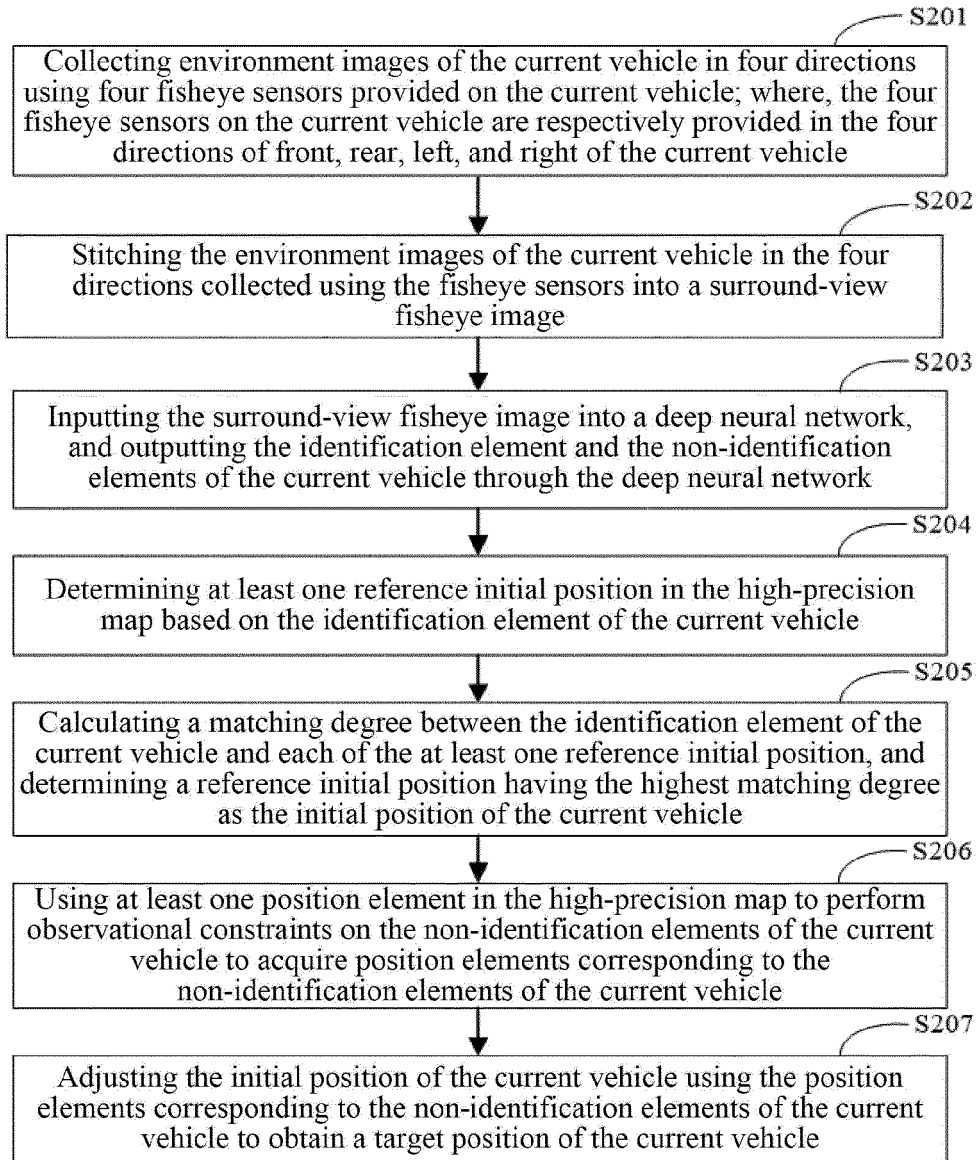 S201
Collecting environment images of the current vehicle in four directions
using four fisheye sensors provided on the current vehicle; where, the four
fisheye sensors on the current vehicle are respectively provided in the four
directions of front, rear, left, and right of the current vehicle
S202
Stitching the environment images of the current vehicle in the four
directions collected using the fisheye sensors into a surround-view
fisheye image
S203
Inputting the surround-view fisheye image into a deep neural network,
and outputting the identification element and the non-identification
elements of the current vehicle through the deep neural network
S204
Determining at least one reference initial position in the high-precision
map based on the identification element of the current vehicle
S205
Calculating a matching degree between the identification element of the
current vehicle and each of the at least one reference initial position, and
determining a reference initial position having the highest matching degree
as the initial position of the current vehicle
S206
Using at least one position element in the high-precision map to perform
observational constraints on the non-identification elements of the current
vehicle to acquire position elements corresponding to the
non-identification elements of the current vehicle
S207
Adjusting the initial position of the current vehicle using the position
elements corresponding to the non-identification elements of the current
vehicle to obtain a target position of the current vehicle